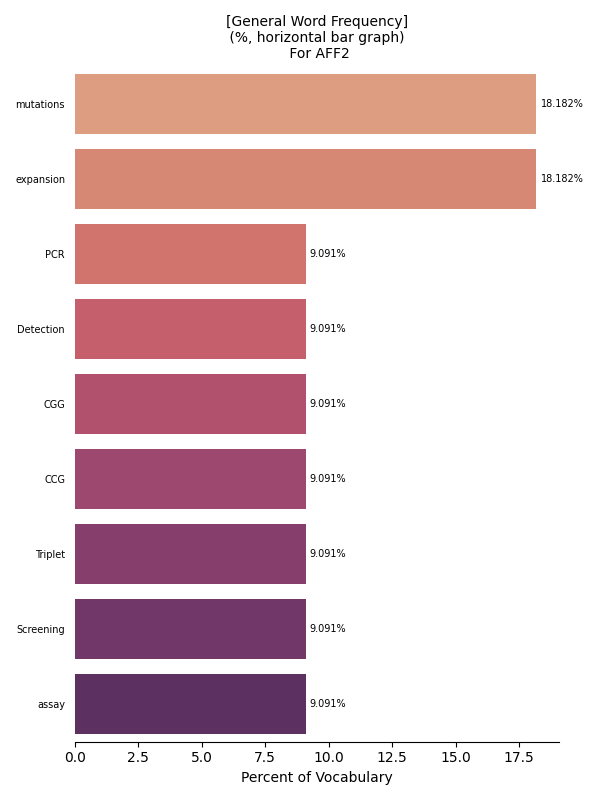 [General Word Frequency]
(%, horizontal bar graph)
For AFF2
mutations 18.182%
expansion 18.182%
PCR 9.091%
Detection 9.091%
CGG 9.091%
CCG 9.091%
Triplet 9.091%
Screening 9.091%
assay 9.091%
0.0 2.5 5.0 7.5 10.0 12.5 15.0 17.5
Percent of Vocabulary